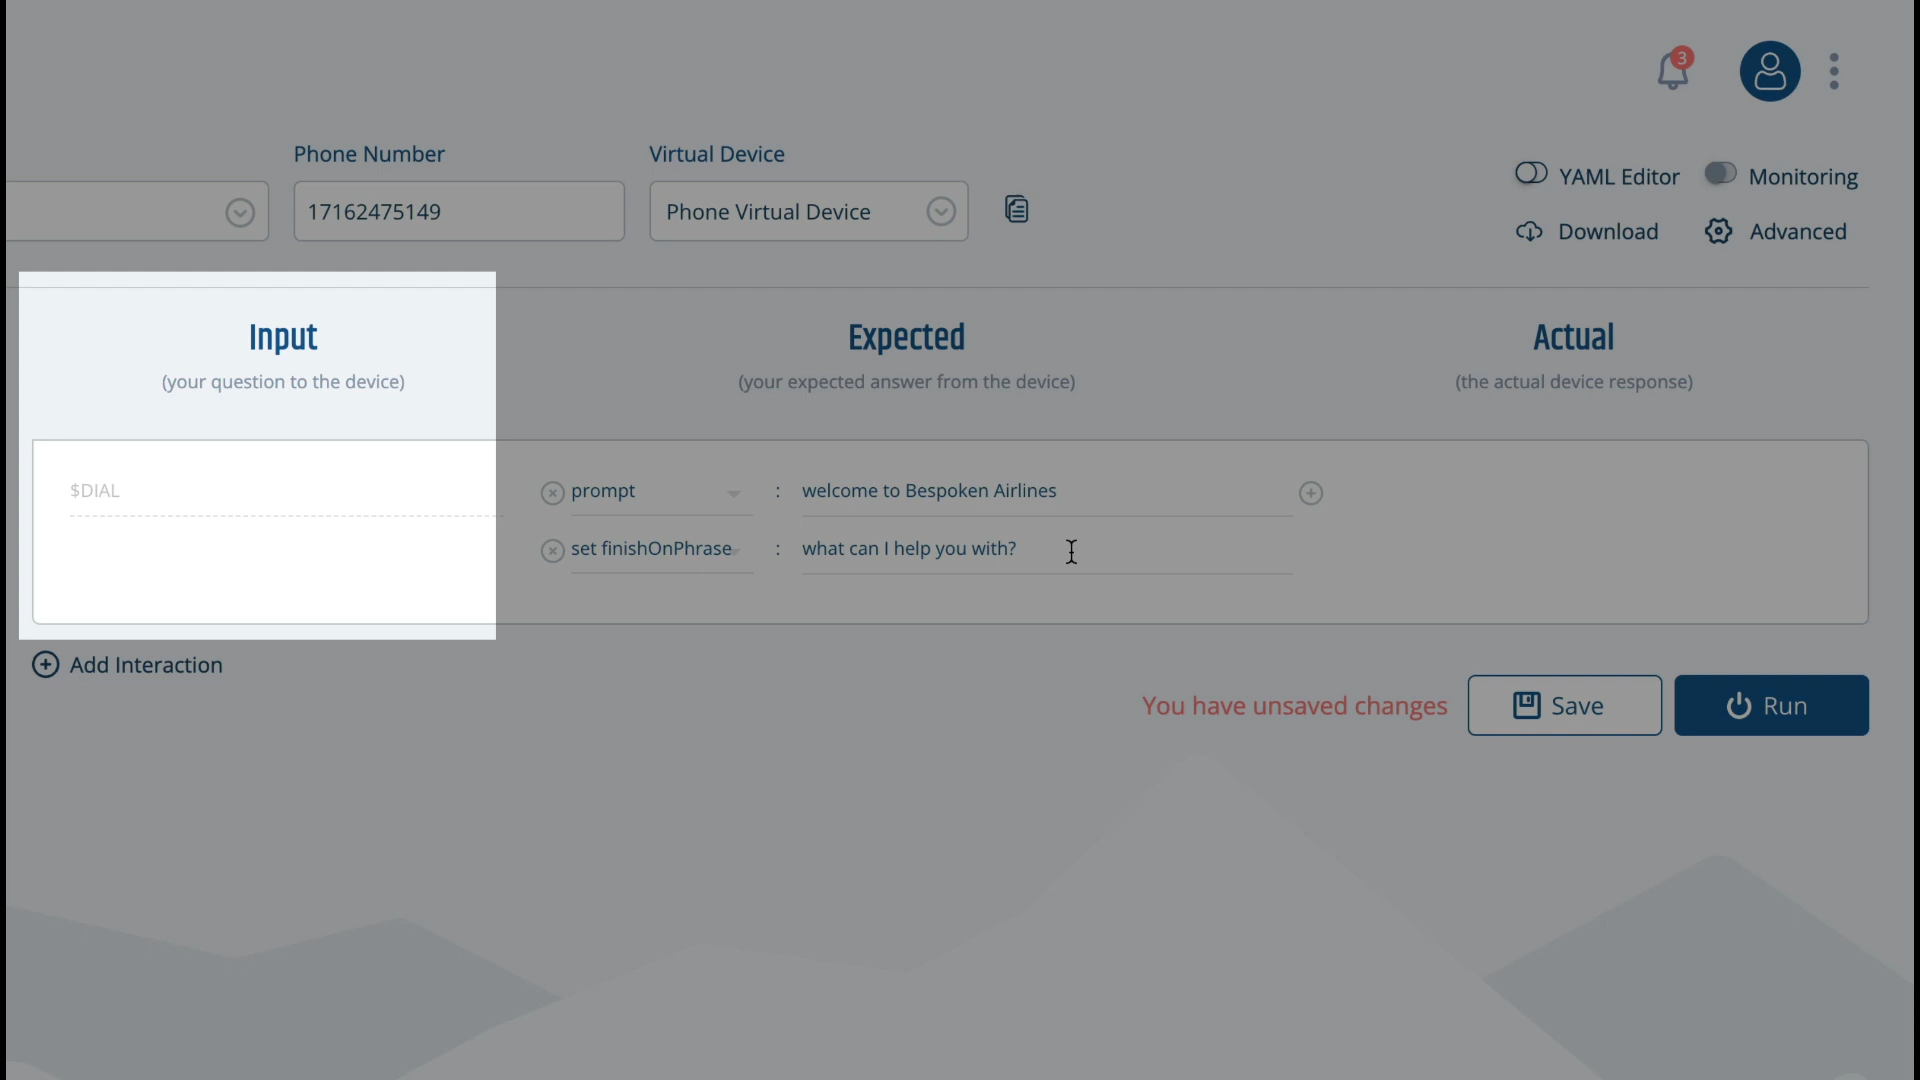 3
Phone Number
Virtual Device
YAML Editor
Monitoring
17162475149
Phone Virtual Device
Download
Advanced
Input
Expected
Actual
(your question to the device)
(your expected answer from the device)
(the actual device response)
$DIAL
prompt : welcome to Bespoken Airlines
set finishOnPhrase : what can I help you with?
Add Interaction
You have unsaved changes
Save
Run